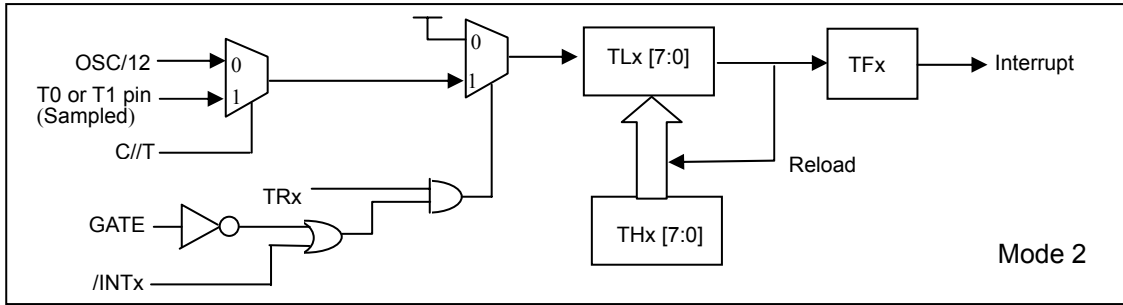 OSC/12
T0 or T1 pin
(Sampled)
C//T
0
1
0
1
TLx [7:0]
TFx
Interrupt
Reload
TRx
GATE
/INTx
THx [7:0]
Mode 2